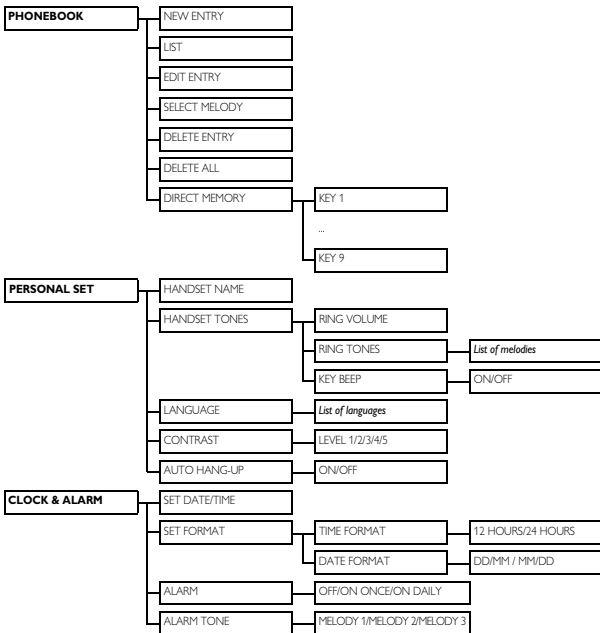 PHONEBOOK
NEW ENTRY
LIST
EDIT ENTRY
SELECT MELODY
DELETE ENTRY
DELETE ALL
DIRECT MEMORY
KEY 1
...
KEY 9
PERSONAL SET
HANDSET NAME
HANDSET TONES
RING VOLUME
RING TONES
List of melodies
KEY BEEP
ON/OFF
LANGUAGE
List of languages
CONTRAST
LEVEL 1/2/3/4/5
AUTO HANG-UP
ON/OFF
CLOCK & ALARM
SET DATE/TIME
SET FORMAT
TIME FORMAT
12 HOURS/24 HOURS
DATE FORMAT
DD/MM / MM/DD
ALARM
OFF/ON ONCE/ON DAILY
ALARM TONE
MELODY 1/MELODY 2/MELODY 3